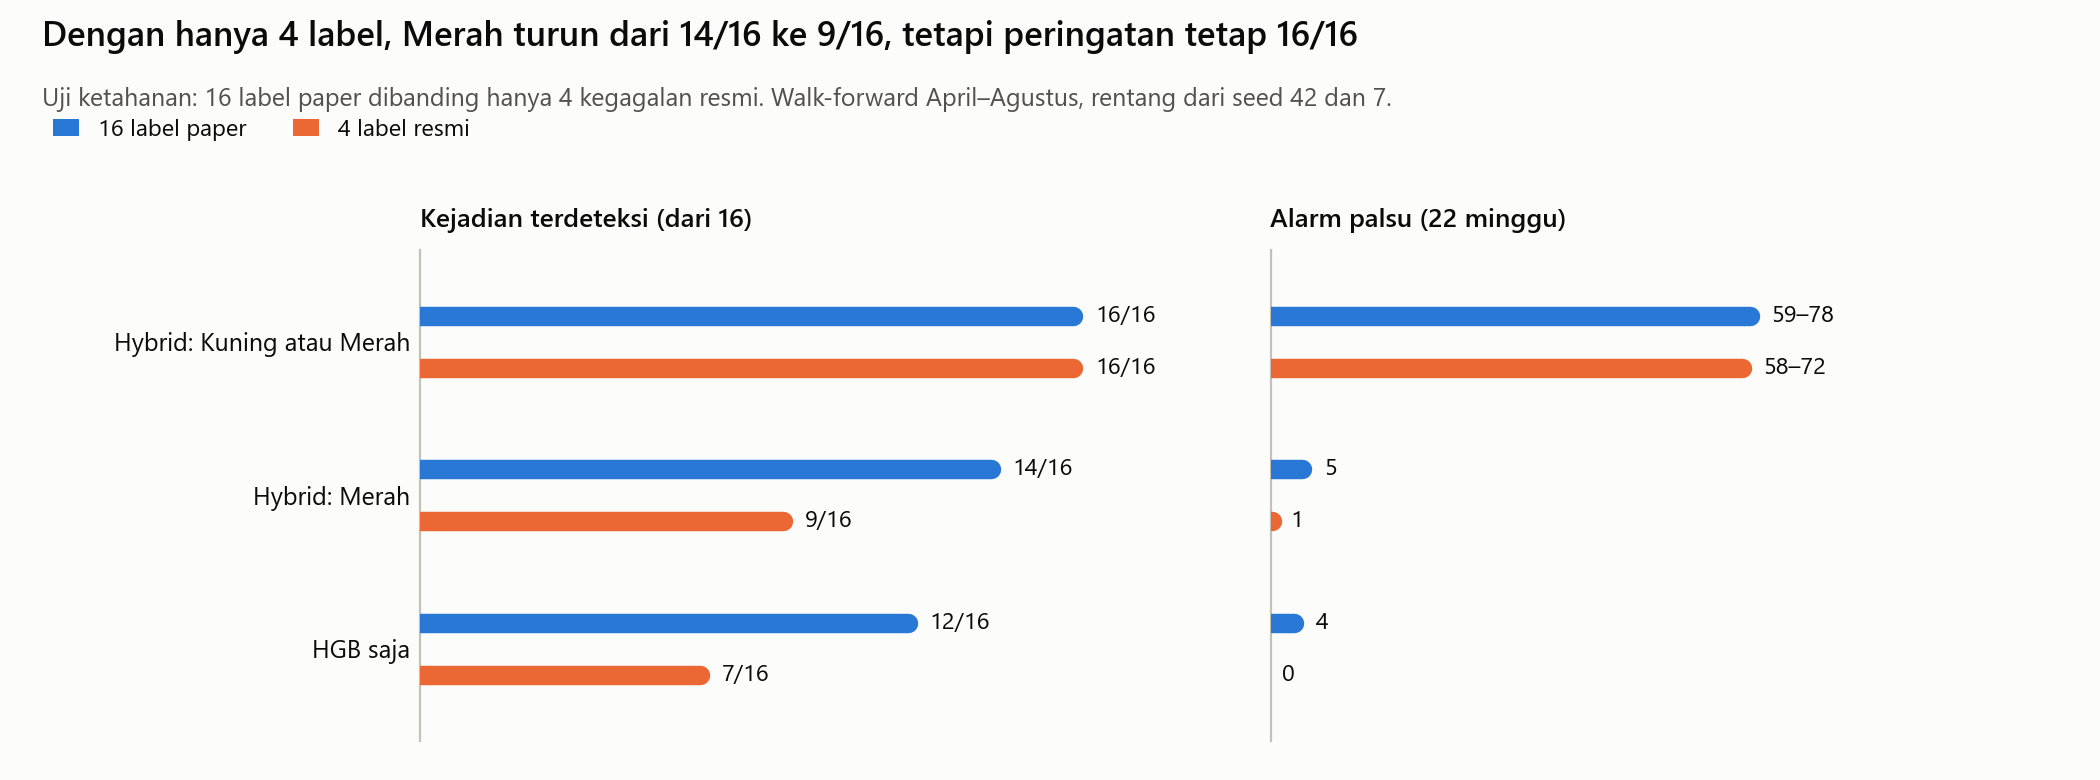 Dengan hanya 4 label, Merah turun dari 14/16 ke 9/16, tetapi peringatan tetap 16/16
Uji ketahanan: 16 label paper dibanding hanya 4 kegagalan resmi. Walk-forward April–Agustus, rentang dari seed 42 dan 7.
16 label paper 4 label resmi
Kejadian terdeteksi (dari 16)
Alarm palsu (22 minggu)
Hybrid: Kuning atau Merah
16/16
59–78
16/16
58–72
Hybrid: Merah
14/16
5
9/16
1
HGB saja
12/16
4
7/16
0